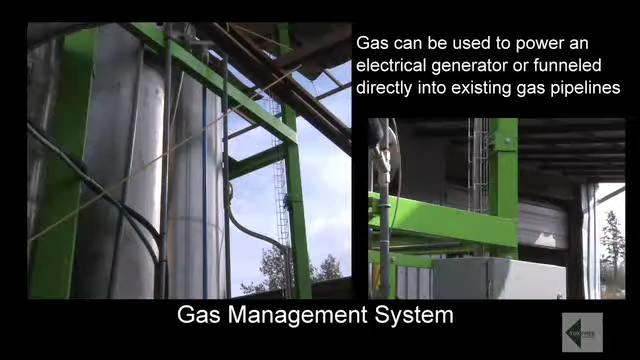 Gas can be used to power an
electrical generator or funneled
directly into existing gas pipelines
Gas Management System